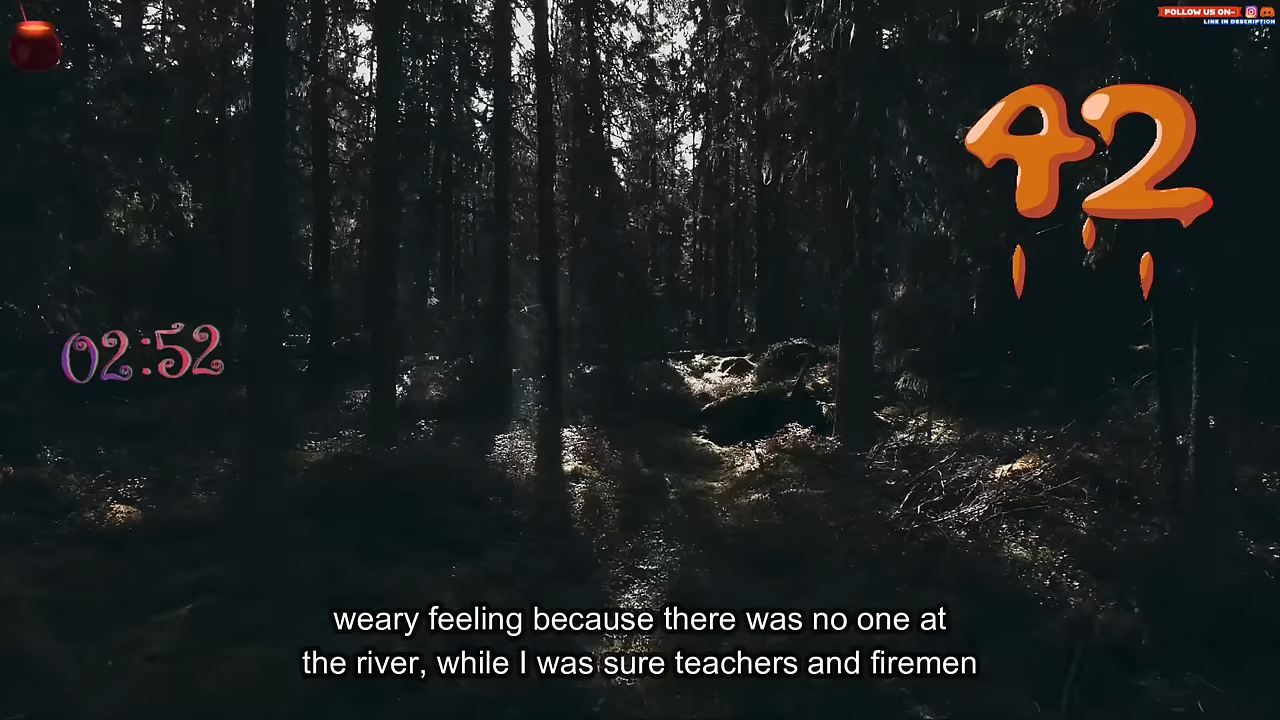 FOLLOW US ON-
LINK IN DESCRIPTION
42
02:52
weary feeling because there was no one at
the river, while I was sure teachers and firemen